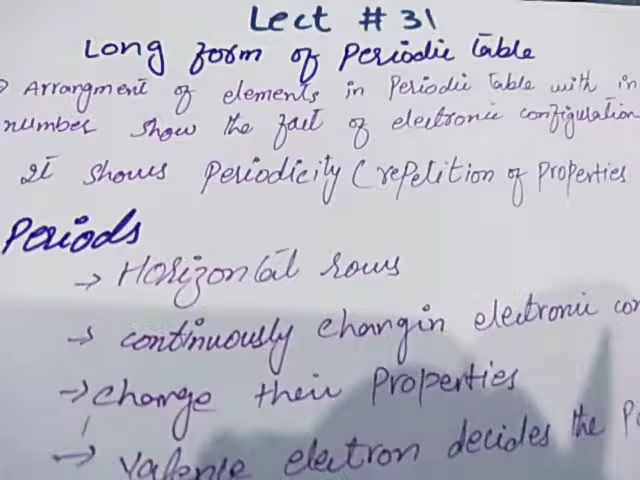 Lect # 31
Long form of Periodic table
Arrangment of elements in Periodic table with in
number show the fact of electronic configuration
It shows Periodicity (repetition of Properties
Periods
→ Horizontal rows
→ continuously changin electronic con
→ change their Properties
→ Valence electron decides the P